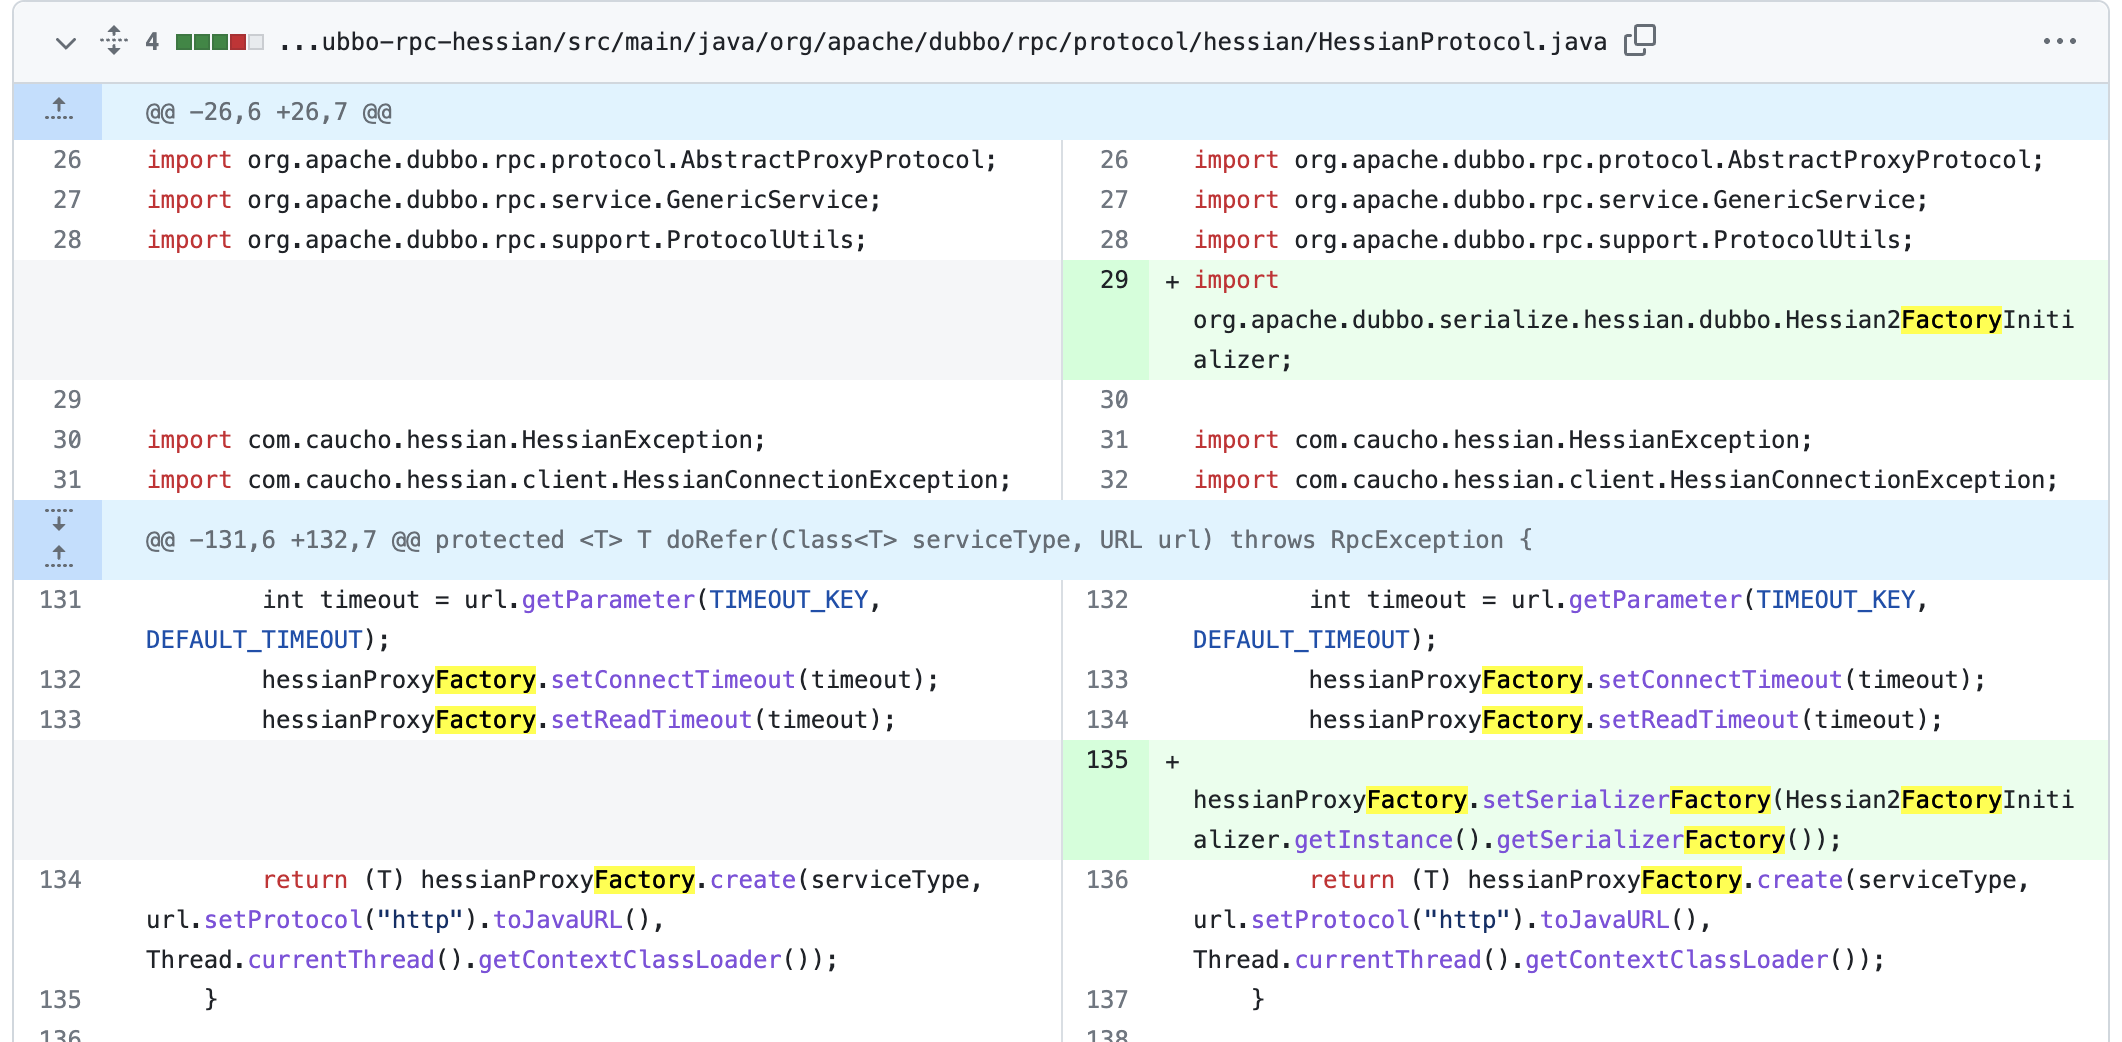 4 ...ubbo-rpc-hessian/src/main/java/org/apache/dubbo/rpc/protocol/hessian/HessianProtocol.java
@@ -26,6 +26,7 @@
26 import org.apache.dubbo.rpc.protocol.AbstractProxyProtocol; 26 import org.apache.dubbo.rpc.protocol.AbstractProxyProtocol;
27 import org.apache.dubbo.rpc.service.GenericService; 27 import org.apache.dubbo.rpc.service.GenericService;
28 import org.apache.dubbo.rpc.support.ProtocolUtils; 28 import org.apache.dubbo.rpc.support.ProtocolUtils;
29 + import
org.apache.dubbo.serialize.hessian.dubbo.Hessian2FactoryIniti
alizer;
29 30
30 import com.caucho.hessian.HessianException; 31 import com.caucho.hessian.HessianException;
31 import com.caucho.hessian.client.HessianConnectionException; 32 import com.caucho.hessian.client.HessianConnectionException;
@@ -131,6 +132,7 @@ protected <T> T doRefer(Class<T> serviceType, URL url) throws RpcException {
131 int timeout = url.getParameter(TIMEOUT_KEY, 132 int timeout = url.getParameter(TIMEOUT_KEY,
DEFAULT_TIMEOUT); DEFAULT_TIMEOUT);
132 hessianProxyFactory.setConnectTimeout(timeout); 133 hessianProxyFactory.setConnectTimeout(timeout);
133 hessianProxyFactory.setReadTimeout(timeout); 134 hessianProxyFactory.setReadTimeout(timeout);
135 +
hessianProxyFactory.setSerializerFactory(Hessian2FactoryIniti
alizer.getInstance().getSerializerFactory());
134 return (T) hessianProxyFactory.create(serviceType, 136 return (T) hessianProxyFactory.create(serviceType,
url.setProtocol("http").toJavaURL(), url.setProtocol("http").toJavaURL(),
Thread.currentThread().getContextClassLoader()); Thread.currentThread().getContextClassLoader());
135 } 137 }
136 138